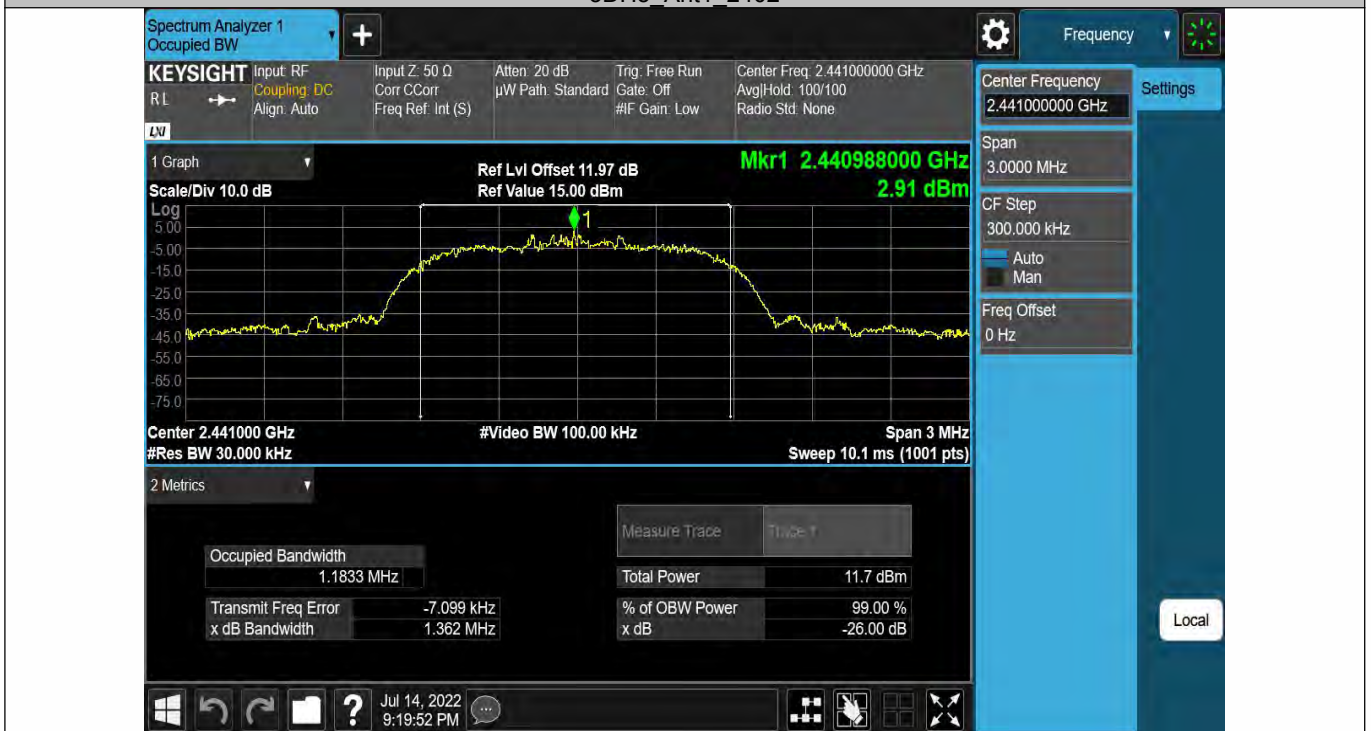 Spectrum Analyzer 1
Occupied BW
Frequency
KEYSIGHT
R L
LXI
Input: RF
Coupling: DC
Align: Auto
Input Z: 50 Ω
Corr CCorr
Freq Ref: Int (S)
Atten: 20 dB
µW Path: Standard
Trig: Free Run
Gate: Off
#IF Gain: Low
Center Freq: 2.441000000 GHz
Avg|Hold: 100/100
Radio Std: None
Center Frequency
2.441000000 GHz
Settings
Span
3.0000 MHz
CF Step
300.000 kHz
Auto
Man
Freq Offset
0 Hz
Local
1 Graph
Scale/Div 10.0 dB
Ref Lvl Offset 11.97 dB
Ref Value 15.00 dBm
Mkr1 2.440988000 GHz
2.91 dBm
Log
5.00
-5.00
-15.0
-25.0
-35.0
-45.0
-55.0
-65.0
-75.0
1
Center 2.441000 GHz
#Res BW 30.000 kHz
#Video BW 100.00 kHz
Span 3 MHz
Sweep 10.1 ms (1001 pts)
2 Metrics
Measure Trace
Trace 1
Occupied Bandwidth
1.1833 MHz
Total Power
11.7 dBm
Transmit Freq Error
-7.099 kHz
% of OBW Power
99.00 %
x dB Bandwidth
1.362 MHz
x dB
-26.00 dB
?
Jul 14, 2022
9:19:52 PM